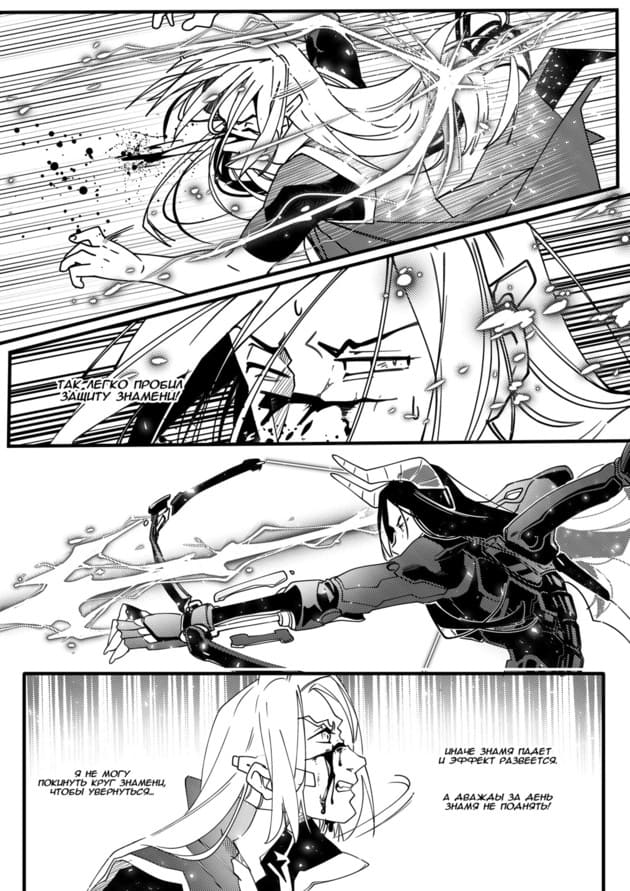 ТАК ЛЕГКО ПРОБИЛ
ЗАЩИТУ ЗНАМЕНИ!
Я НЕ МОГУ
ПОКИНУТЬ КРУГ ЗНАМЕНИ,
ЧТОБЫ УВЕРНУТЬСЯ...
ИНАЧЕ ЗНАМЯ ПАДЕТ
И ЭФФЕКТ РАЗВЕЕТСЯ.
А ДВАЖДЫ ЗА ДЕНЬ
ЗНАМЯ НЕ ПОДНЯТЬ!